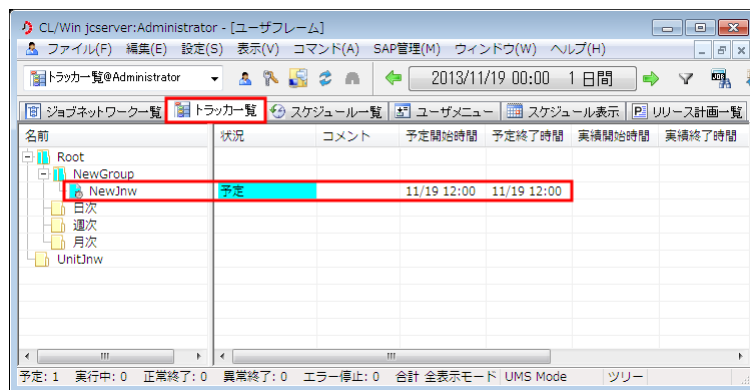 CL/Win jcserver:Administrator - [ユーザフレーム]
ファイル(F) 編集(E) 設定(S) 表示(V) コマンド(A) SAP管理(M) ウィンドウ(W) ヘルプ(H)
トラッカ一覧@Administrator 2013/11/19 00:00 1 日間
ジョブネットワーク一覧 トラッカ一覧 スケジュール一覧 ユーザメニュー スケジュール表示 リリース計画一覧
名前 状況 コメント 予定開始時間 予定終了時間 実績開始時間 実績終了時間
Root
NewGroup
NewJnw 予定 11/19 12:00 11/19 12:00
日次
週次
月次
UnitJnw
予定: 1 実行中: 0 正常終了: 0 異常終了: 0 エラー停止: 0 合計 全表示モード UMS Mode ツリー